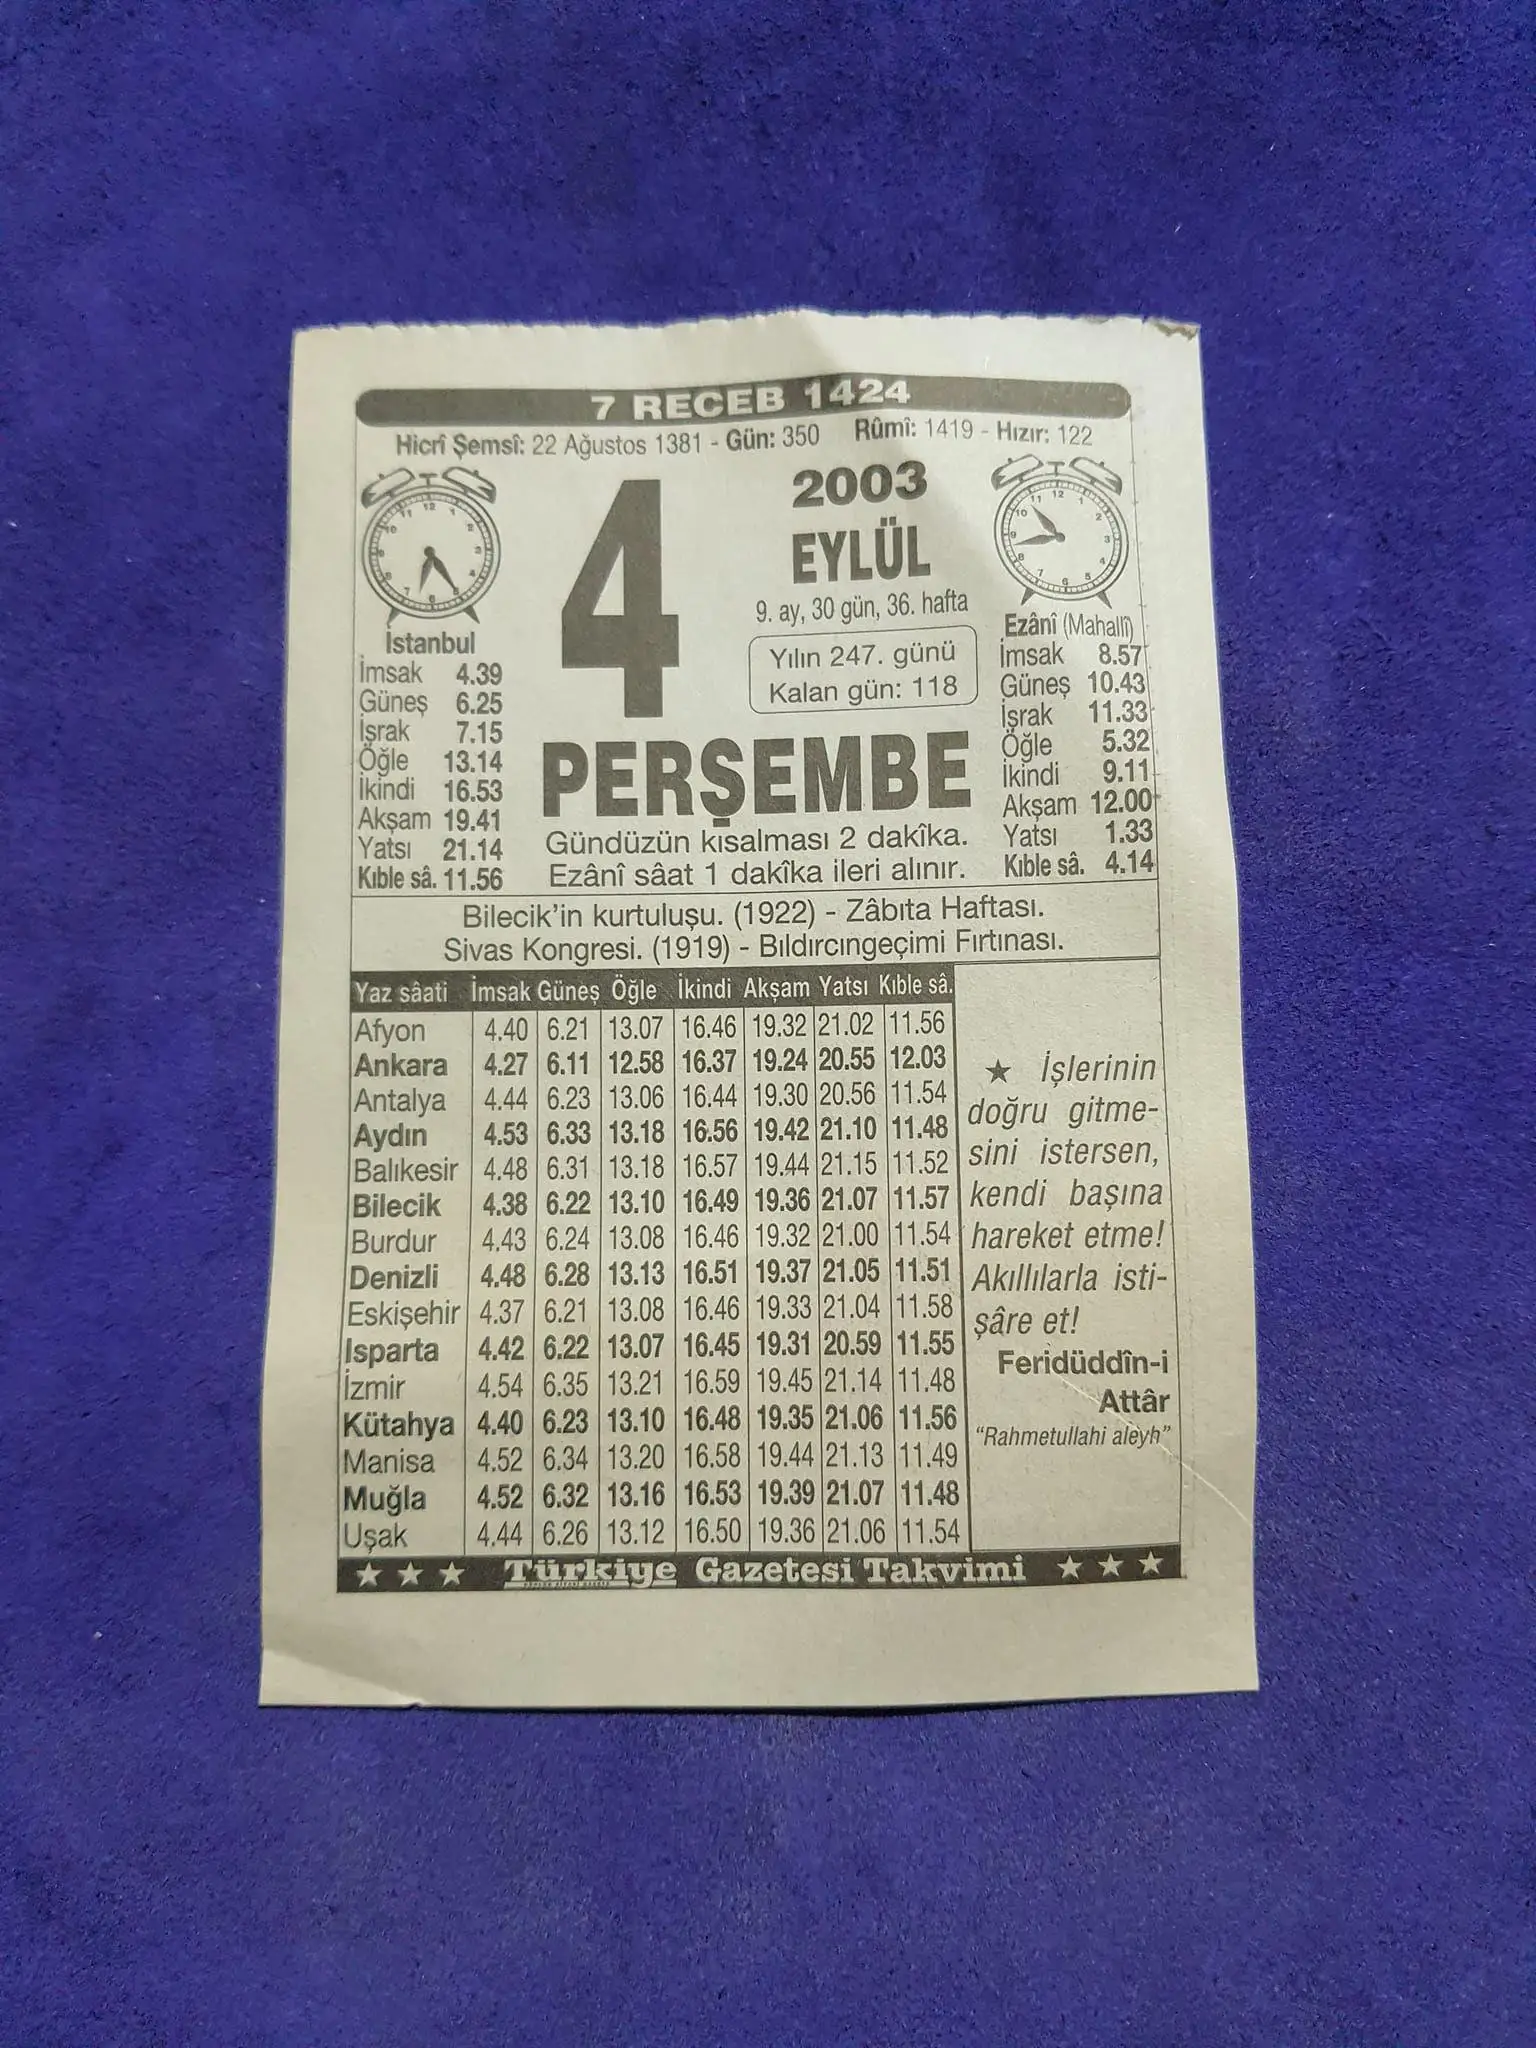 7 RECEB 1424
Hicrî Şemsî: 22 Ağustos 1381 - Gün: 350 Rûmî: 1419 - Hızır: 122
4
2003
EYLÜL
9. ay, 30 gün, 36. hafta
Yılın 247. günü
Kalan gün: 118
PERŞEMBE
Gündüzün kısalması 2 dakîka.
Ezânî sâat 1 dakîka ileri alınır.
İstanbul
İmsak 4.39
Güneş 6.25
İşrak 7.15
Öğle 13.14
İkindi 16.53
Akşam 19.41
Yatsı 21.14
Kıble sâ. 11.56
Ezânî (Mahallî)
İmsak 8.57
Güneş 10.43
İşrak 11.33
Öğle 5.32
İkindi 9.11
Akşam 12.00
Yatsı 1.33
Kıble sâ. 4.14
Bilecik'in kurtuluşu. (1922) - Zâbıta Haftası.
Sivas Kongresi. (1919) - Bıldırcıngeçimi Fırtınası.
Yaz sâati İmsak Güneş Öğle İkindi Akşam Yatsı Kıble sâ.
Afyon 4.40 6.21 13.07 16.46 19.32 21.02 11.56
Ankara 4.27 6.11 12.58 16.37 19.24 20.55 12.03
Antalya 4.44 6.23 13.06 16.44 19.30 20.56 11.54
Aydın 4.53 6.33 13.18 16.56 19.42 21.10 11.48
Balıkesir 4.48 6.31 13.18 16.57 19.44 21.15 11.52
Bilecik 4.38 6.22 13.10 16.49 19.36 21.07 11.57
Burdur 4.43 6.24 13.08 16.46 19.32 21.00 11.54
Denizli 4.48 6.28 13.13 16.51 19.37 21.05 11.51
Eskişehir 4.37 6.21 13.08 16.46 19.33 21.04 11.58
Isparta 4.42 6.22 13.07 16.45 19.31 20.59 11.55
İzmir 4.54 6.35 13.21 16.59 19.45 21.14 11.48
Kütahya 4.40 6.23 13.10 16.48 19.35 21.06 11.56
Manisa 4.52 6.34 13.20 16.58 19.44 21.13 11.49
Muğla 4.52 6.32 13.16 16.53 19.39 21.07 11.48
Uşak 4.44 6.26 13.12 16.50 19.36 21.06 11.54
★ İşlerinin
doğru gitme-
sini istersen,
kendi başına
hareket etme!
Akıllılarla isti-
şâre et!
Feridüddîn-i
Attâr
"Rahmetullahi aleyh"
★ ★ ★ Türkiye Gazetesi Takvimi ★ ★ ★